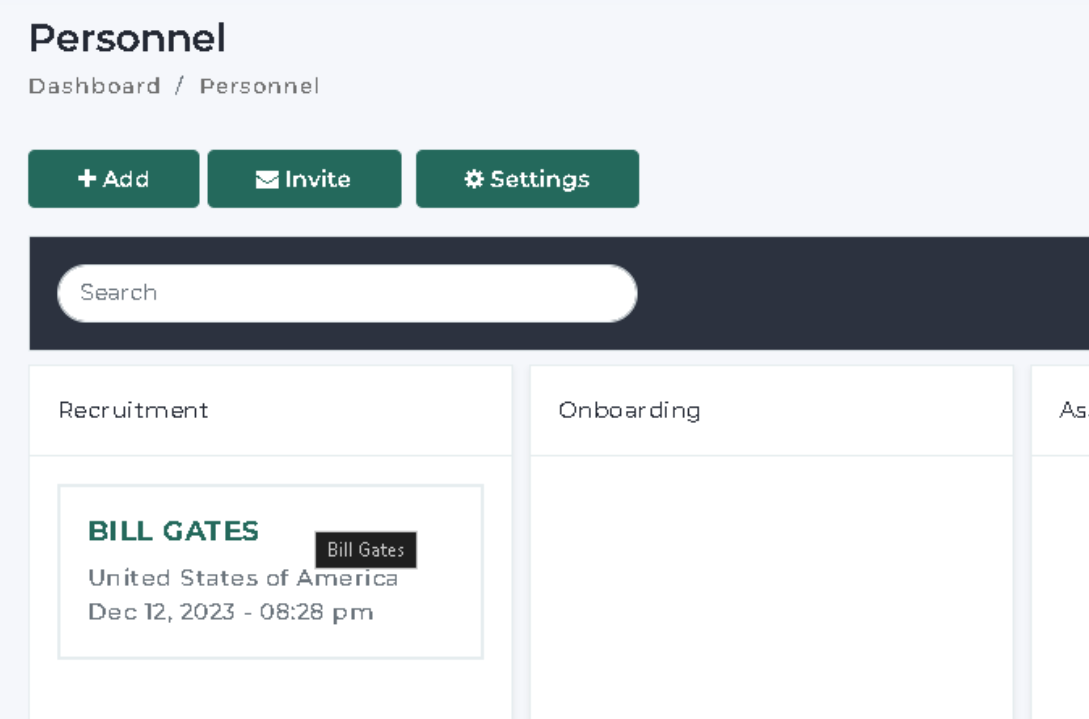 Personnel
Dashboard / Personnel
Add
Invite
Settings
Search
Recruitment
Onboarding
As
BILL GATES
Bill Gates
United States of America
Dec 12, 2023 - 08:28 pm